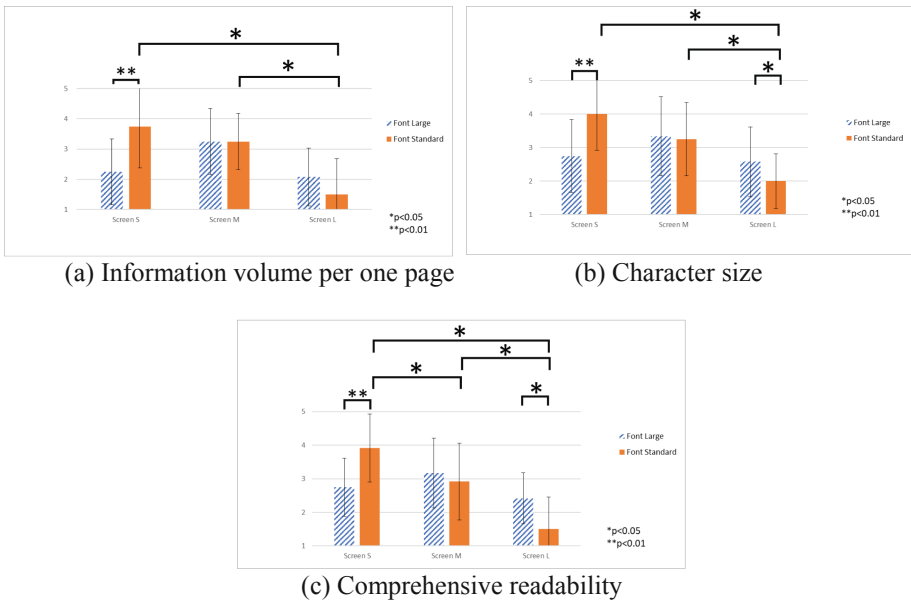 *
*
**
5
4
3
2
1
Screen S
Screen M
Screen L
Font Large
Font Standard
*p<0.05
**p<0.01
(a) Information volume per one page
*
*
**
*
5
4
3
2
1
Screen S
Screen M
Screen L
Font Large
Font Standard
*p<0.05
**p<0.01
(b) Character size
*
*
*
**
*
5
4
3
2
1
Screen S
Screen M
Screen L
Font Large
Font Standard
*p<0.05
**p<0.01
(c) Comprehensive readability